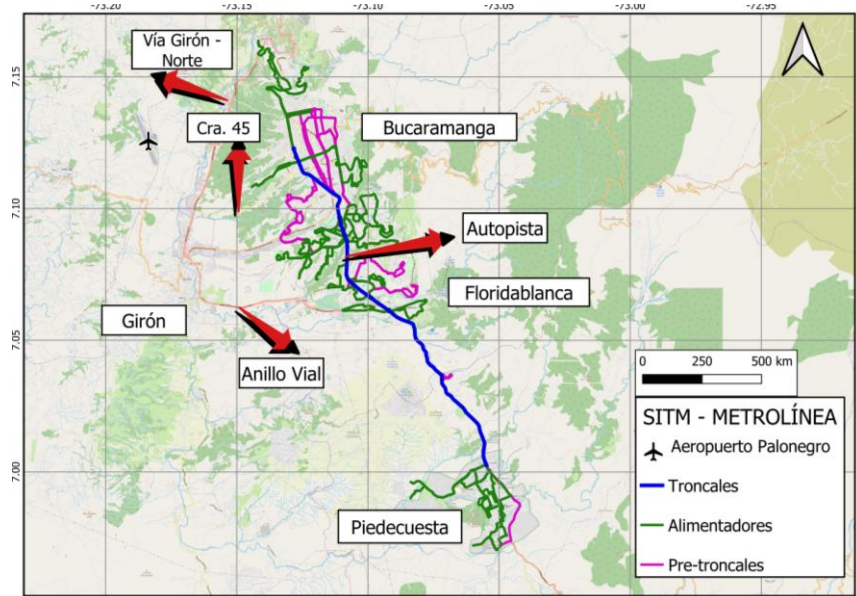 -73.20
-73.15
-73.10
-73.05
-73.00
-72.95
7.15
7.10
7.05
7.00
Vía Girón -
Norte
Cra. 45
Bucaramanga
Autopista
Floridablanca
Girón
Anillo Vial
Piedecuesta
0 250 500 km
SITM - METROLÍNEA
Aeropuerto Palonegro
Troncales
Alimentadores
Pre-troncales